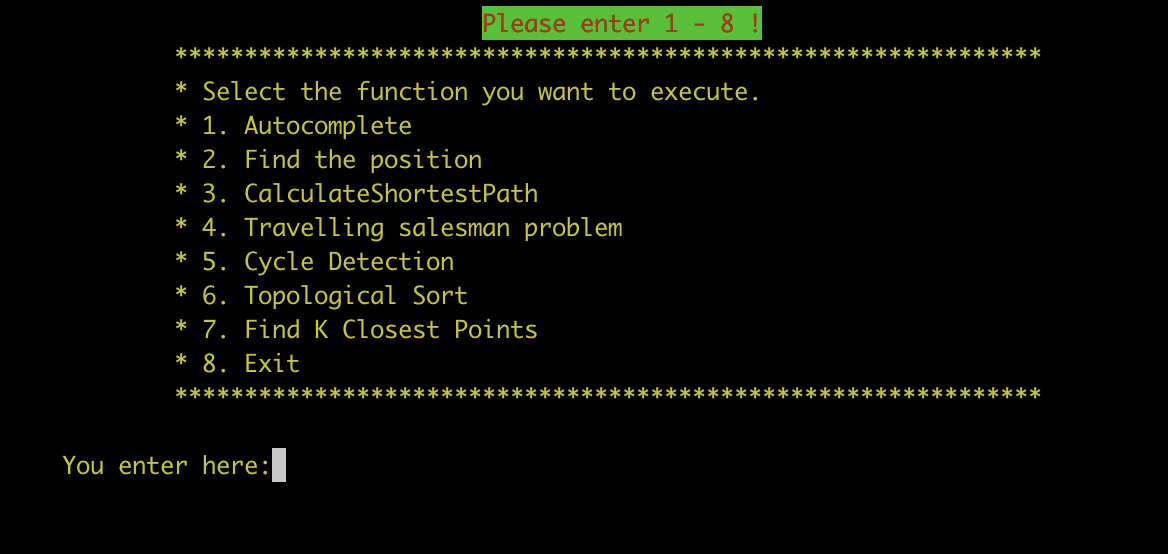 Please enter 1 - 8 !
**************************************************************
* Select the function you want to execute.
* 1. Autocomplete
* 2. Find the position
* 3. CalculateShortestPath
* 4. Travelling salesman problem
* 5. Cycle Detection
* 6. Topological Sort
* 7. Find K Closest Points
* 8. Exit
**************************************************************
You enter here: